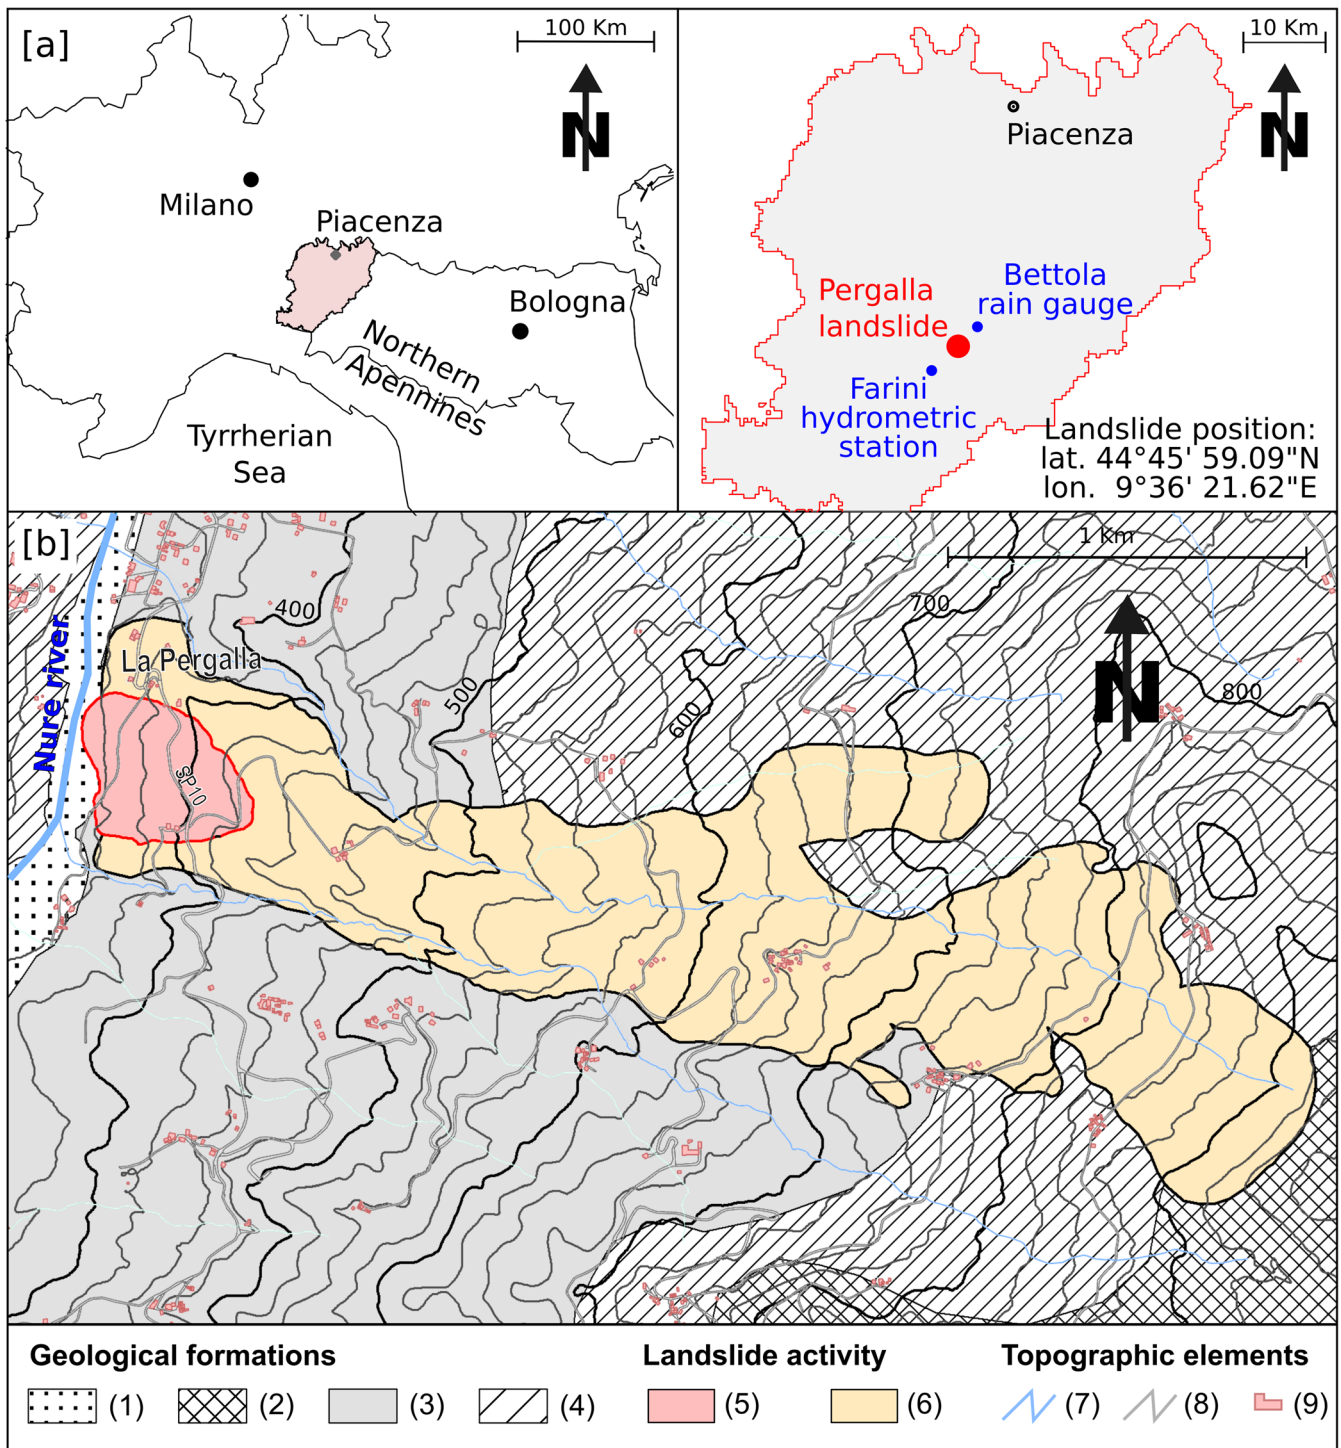 [a]
100 Km
N
Milano
Piacenza
Bologna
Northern
Apennines
Tyrrherian
Sea
10 Km
N
Piacenza
Bettola
rain gauge
Pergalla
landslide
Farini
hydrometric
station
Landslide position:
lat. 44°45' 59.09"N
lon. 9°36' 21.62"E
[b]
1 Km
N
400
700
La Pergalla
Nure river
500
600
800
SP10
Geological formations
(1) (2) (3) (4)
Landslide activity
(5) (6)
Topographic elements
(7) (8) (9)